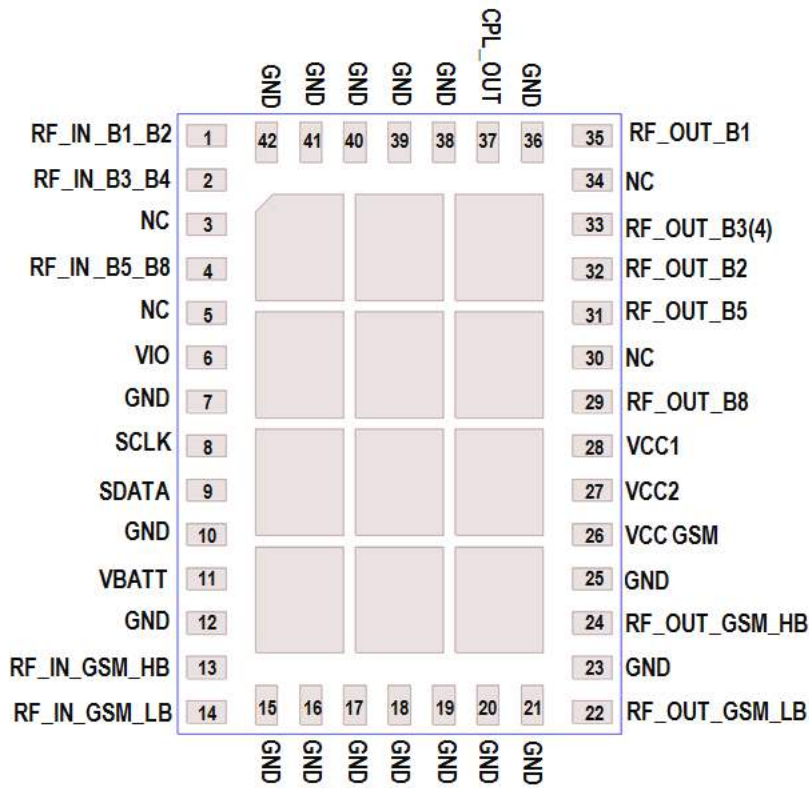 GND GND GND GND GND CPL_OUT GND
42 41 40 39 38 37 36
RF_IN_B1_B2 1
RF_IN_B3_B4 2
NC 3
RF_IN_B5_B8 4
NC 5
VIO 6
GND 7
SCLK 8
SDATA 9
GND 10
VBATT 11
GND 12
RF_IN_GSM_HB 13
RF_IN_GSM_LB 14
35 RF_OUT_B1
34 NC
33 RF_OUT_B3(4)
32 RF_OUT_B2
31 RF_OUT_B5
30 NC
29 RF_OUT_B8
28 VCC1
27 VCC2
26 VCC GSM
25 GND
24 RF_OUT_GSM_HB
23 GND
22 RF_OUT_GSM_LB
15 16 17 18 19 20 21
GND GND GND GND GND GND GND